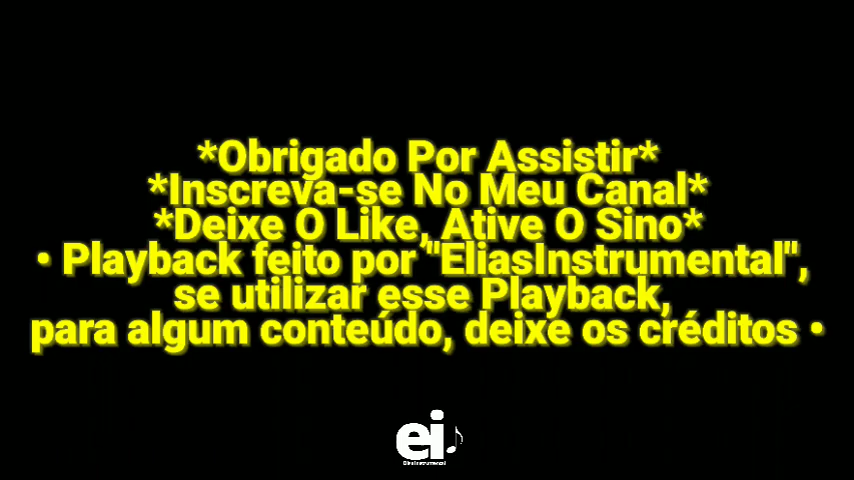 *Obrigado Por Assistir*
*Inscreva-se No Meu Canal*
*Deixe O Like, Ative O Sino*
• Playback feito por "EliasInstrumental",
se utilizar esse Playback,
para algum conteúdo, deixe os créditos •
ei
EliasInstrumental